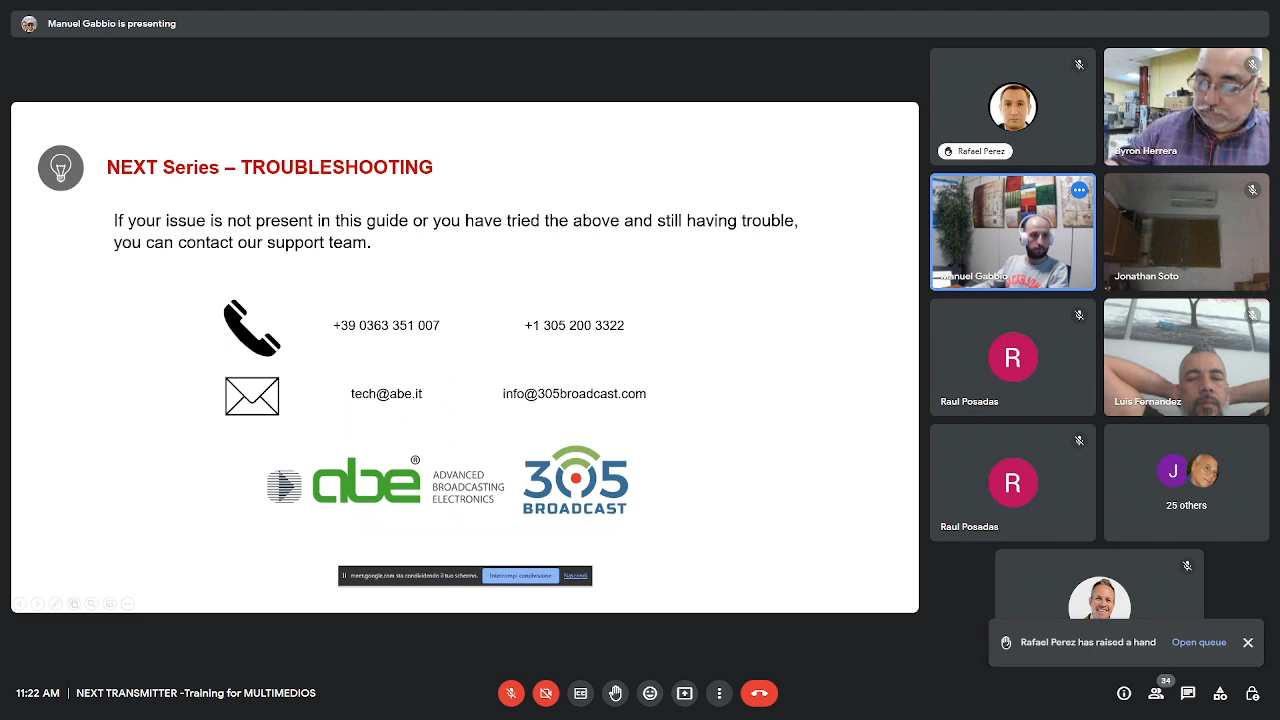 Manuel Gabbio is presenting
NEXT Series – TROUBLESHOOTING
If your issue is not present in this guide or you have tried the above and still having trouble,
you can contact our support team.
+39 0363 351 007
+1 305 200 3322
tech@abe.it
info@305broadcast.com
abe®
ADVANCED
BROADCASTING
ELECTRONICS
305
BROADCAST
meet.google.com sta condividendo il tuo schermo.
Interrompi condivisione
Nascondi
Rafael Perez
Byron Herrera
Manuel Gabbio
Jonathan Soto
R
Raul Posadas
Luis Fernandez
R
Raul Posadas
J
25 others
Rafael Perez has raised a hand
Open queue
11:22 AM | NEXT TRANSMITTER -Training for MULTIMEDIOS
34